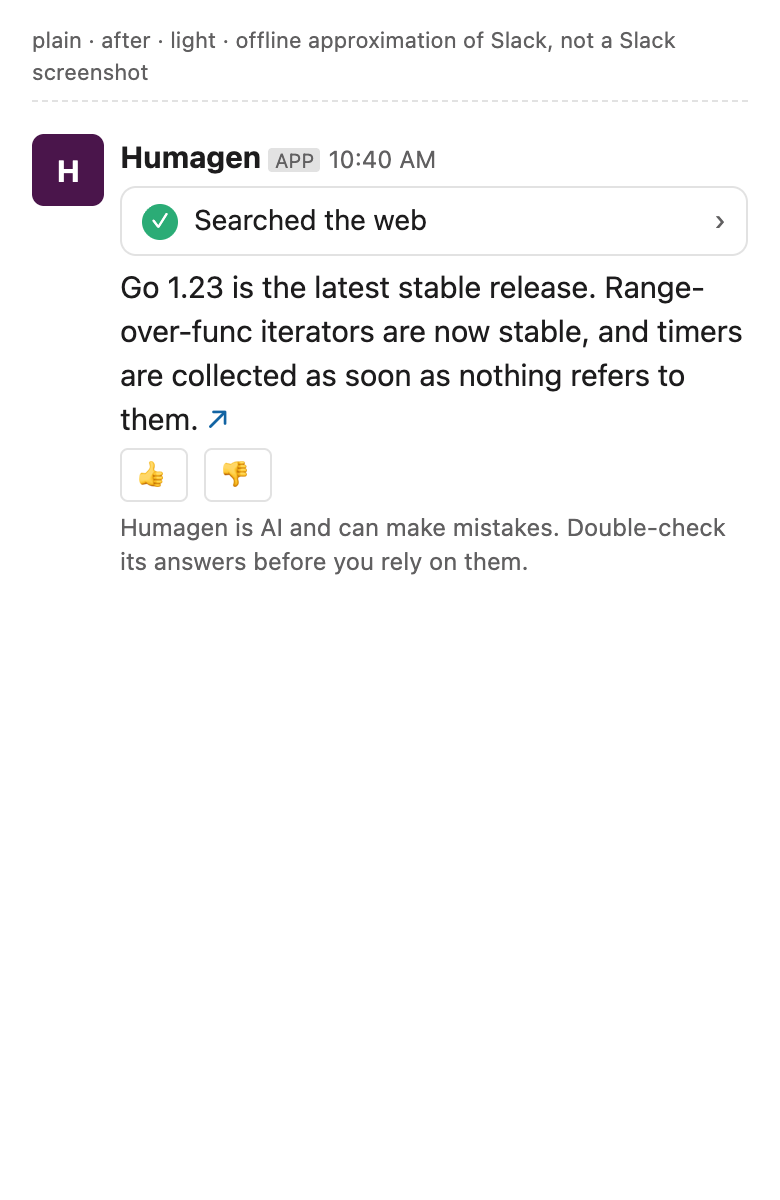 plain · after · light · offline approximation of Slack, not a Slack
screenshot
H
Humagen APP 10:40 AM
Searched the web
Go 1.23 is the latest stable release. Range-
over-func iterators are now stable, and timers
are collected as soon as nothing refers to
them.
Humagen is AI and can make mistakes. Double-check
its answers before you rely on them.